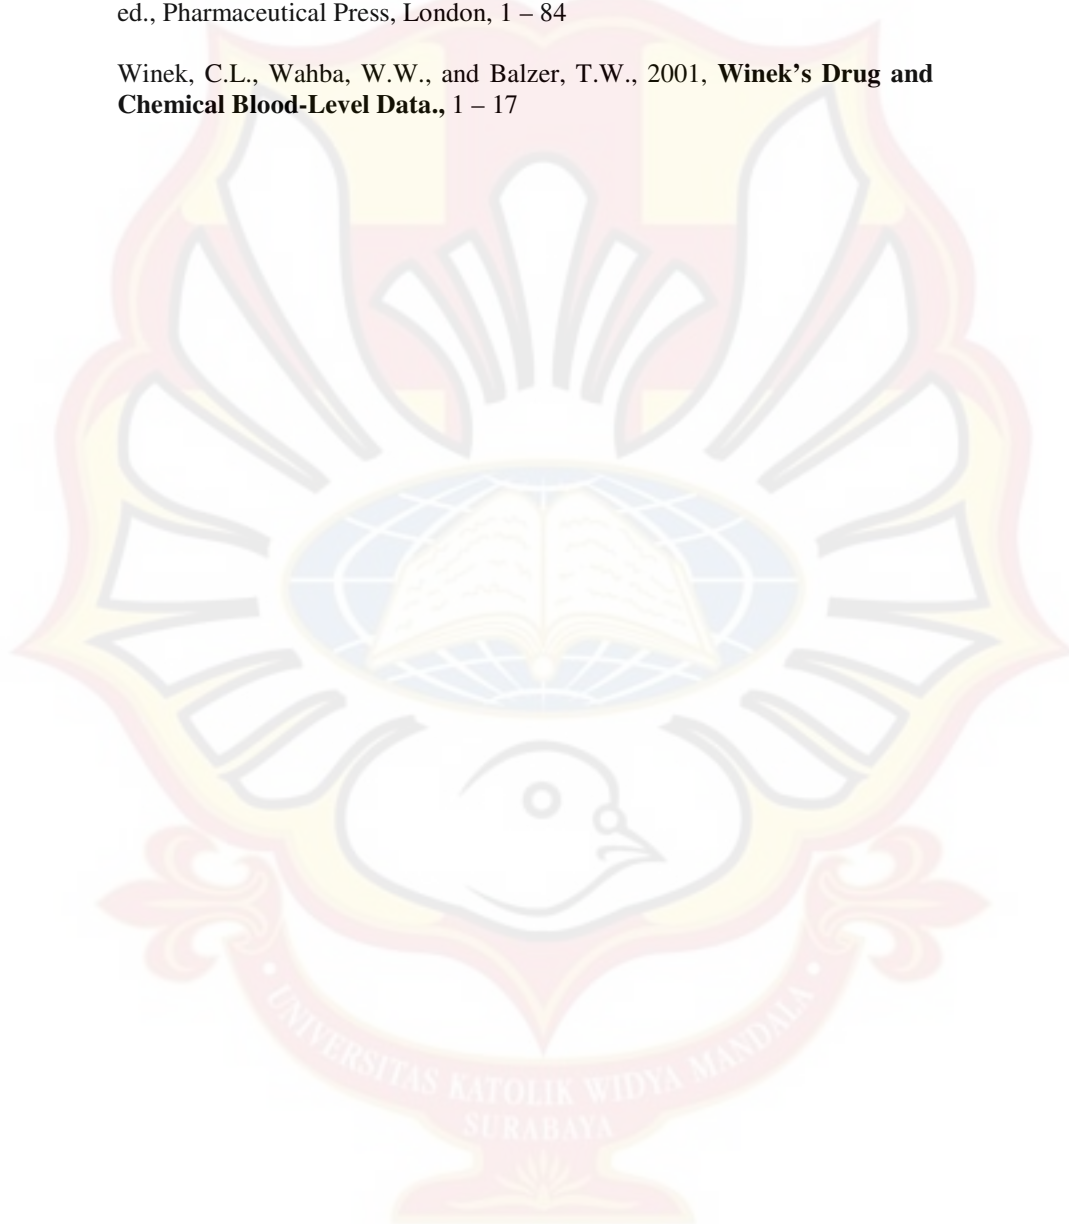 ed., Pharmaceutical Press, London, 1 – 84
Winek, C.L., Wahba, W.W., and Balzer, T.W., 2001, Winek's Drug and
Chemical Blood-Level Data., 1 – 17
UNIVERSITAS KATOLIK WIDYA MANDALA
SURABAYA